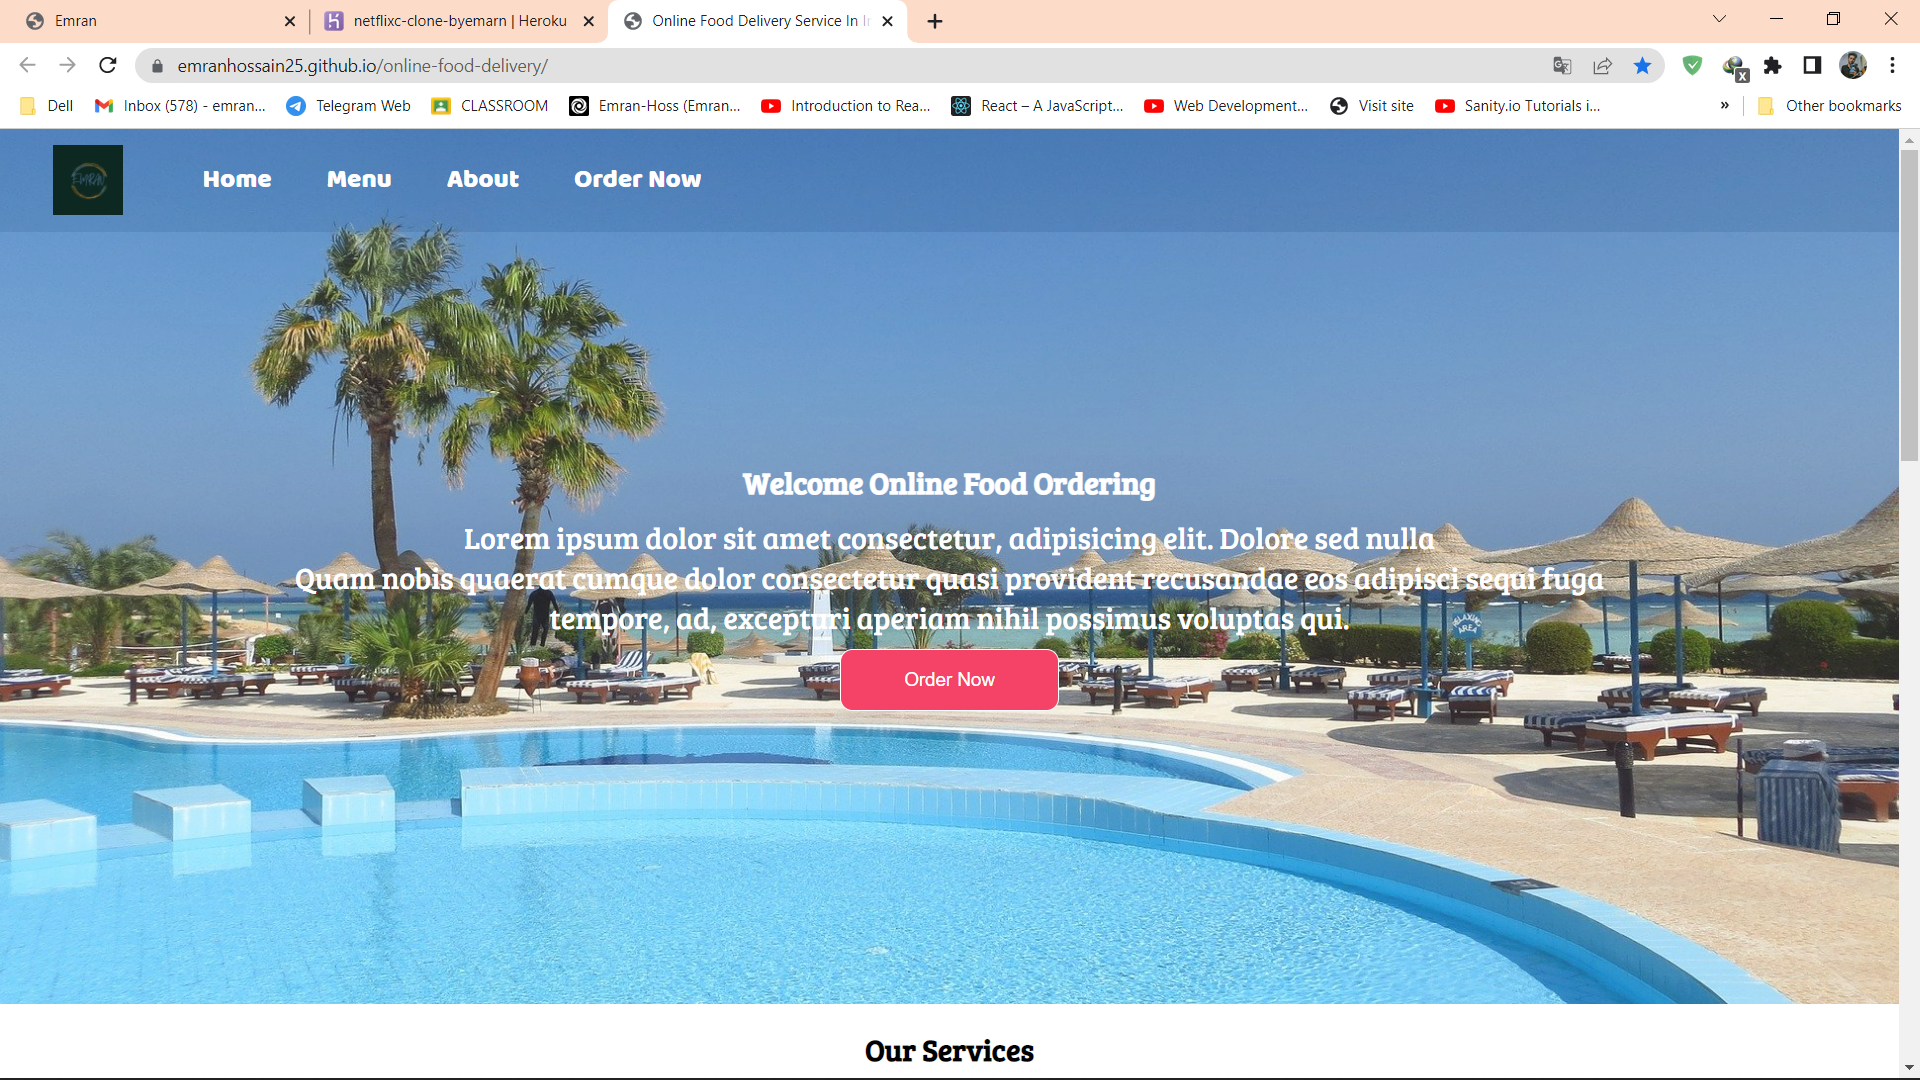 Emran
netflixc-clone-byemarn | Heroku
Online Food Delivery Service In I
emranhossain25.github.io/online-food-delivery/
Dell
Inbox (578) - emran...
Telegram Web
CLASSROOM
Emran-Hoss (Emran...
Introduction to Rea...
React – A JavaScript...
Web Development...
Visit site
Sanity.io Tutorials i...
»
Other bookmarks
EMRAN
Home
Menu
About
Order Now
Welcome Online Food Ordering
Lorem ipsum dolor sit amet consectetur, adipisicing elit. Dolore sed nulla
Quam nobis quaerat cumque dolor consectetur quasi provident recusandae eos adipisci sequi fuga
tempore, ad, excepturi aperiam nihil possimus voluptas qui.
RELAXING
AREA
Order Now
Our Services